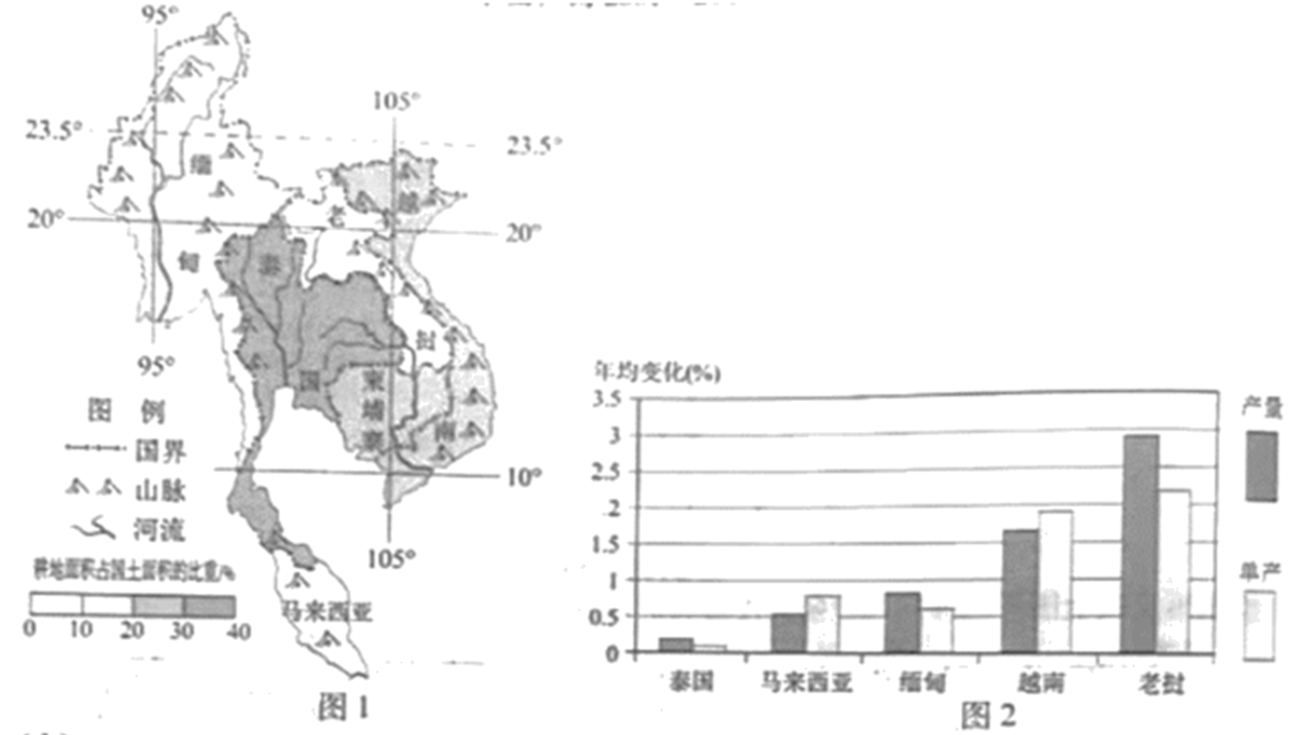 95°
105°
23.5°
23.5°
缅
越
老
20°
20°
甸
泰
95°
挝
国
柬
埔
寨
南
图 例
国界
山脉
河流
10°
105°
耕地面积占国土面积的比重/%
0 10 20 30 40
马来西亚
图1
年均变化(%)
3.5
3
2.5
2
1.5
1
0.5
0
泰国 马来西亚 缅甸 越南 老挝
产量
单产
图2